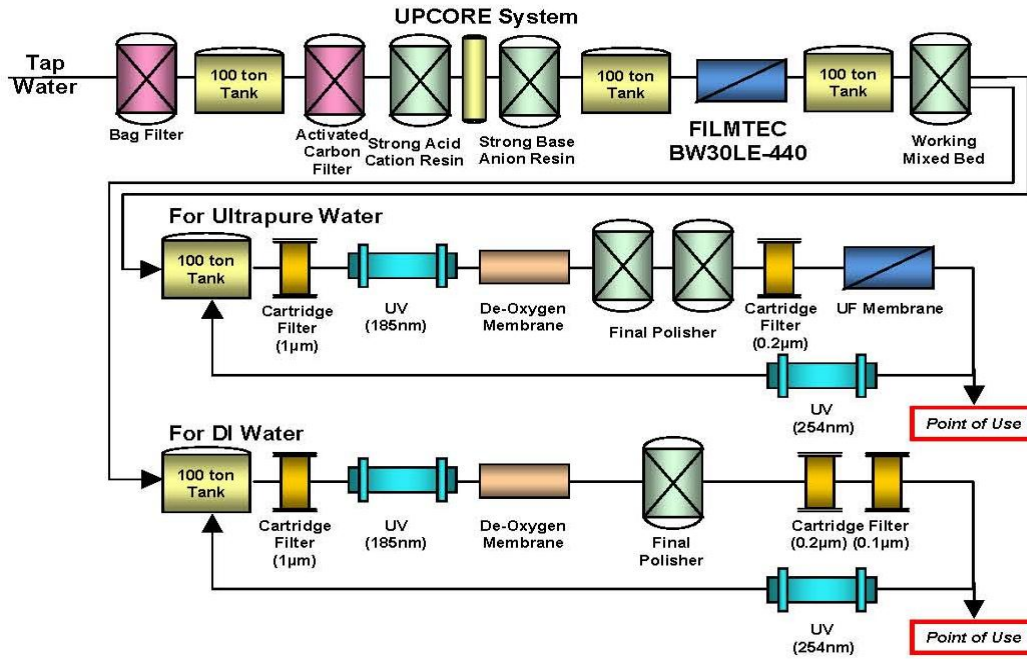 UPCORE System
Tap
Water
100 ton
Tank
100 ton
Tank
100 ton
Tank
Bag Filter
Activated
Carbon
Filter
Strong Acid
Cation Resin
Strong Base
Anion Resin
FILMTEC
BW30LE-440
Working
Mixed Bed
For Ultrapure Water
100 ton
Tank
Cartridge
Filter
(1µm)
UV
(185nm)
De-Oxygen
Membrane
Final Polisher
Cartridge
Filter
(0.2µm)
UF Membrane
UV
(254nm)
Point of Use
For DI Water
100 ton
Tank
Cartridge
Filter
(1µm)
UV
(185nm)
De-Oxygen
Membrane
Final
Polisher
Cartridge Filter
(0.2µm) (0.1µm)
UV
(254nm)
Point of Use